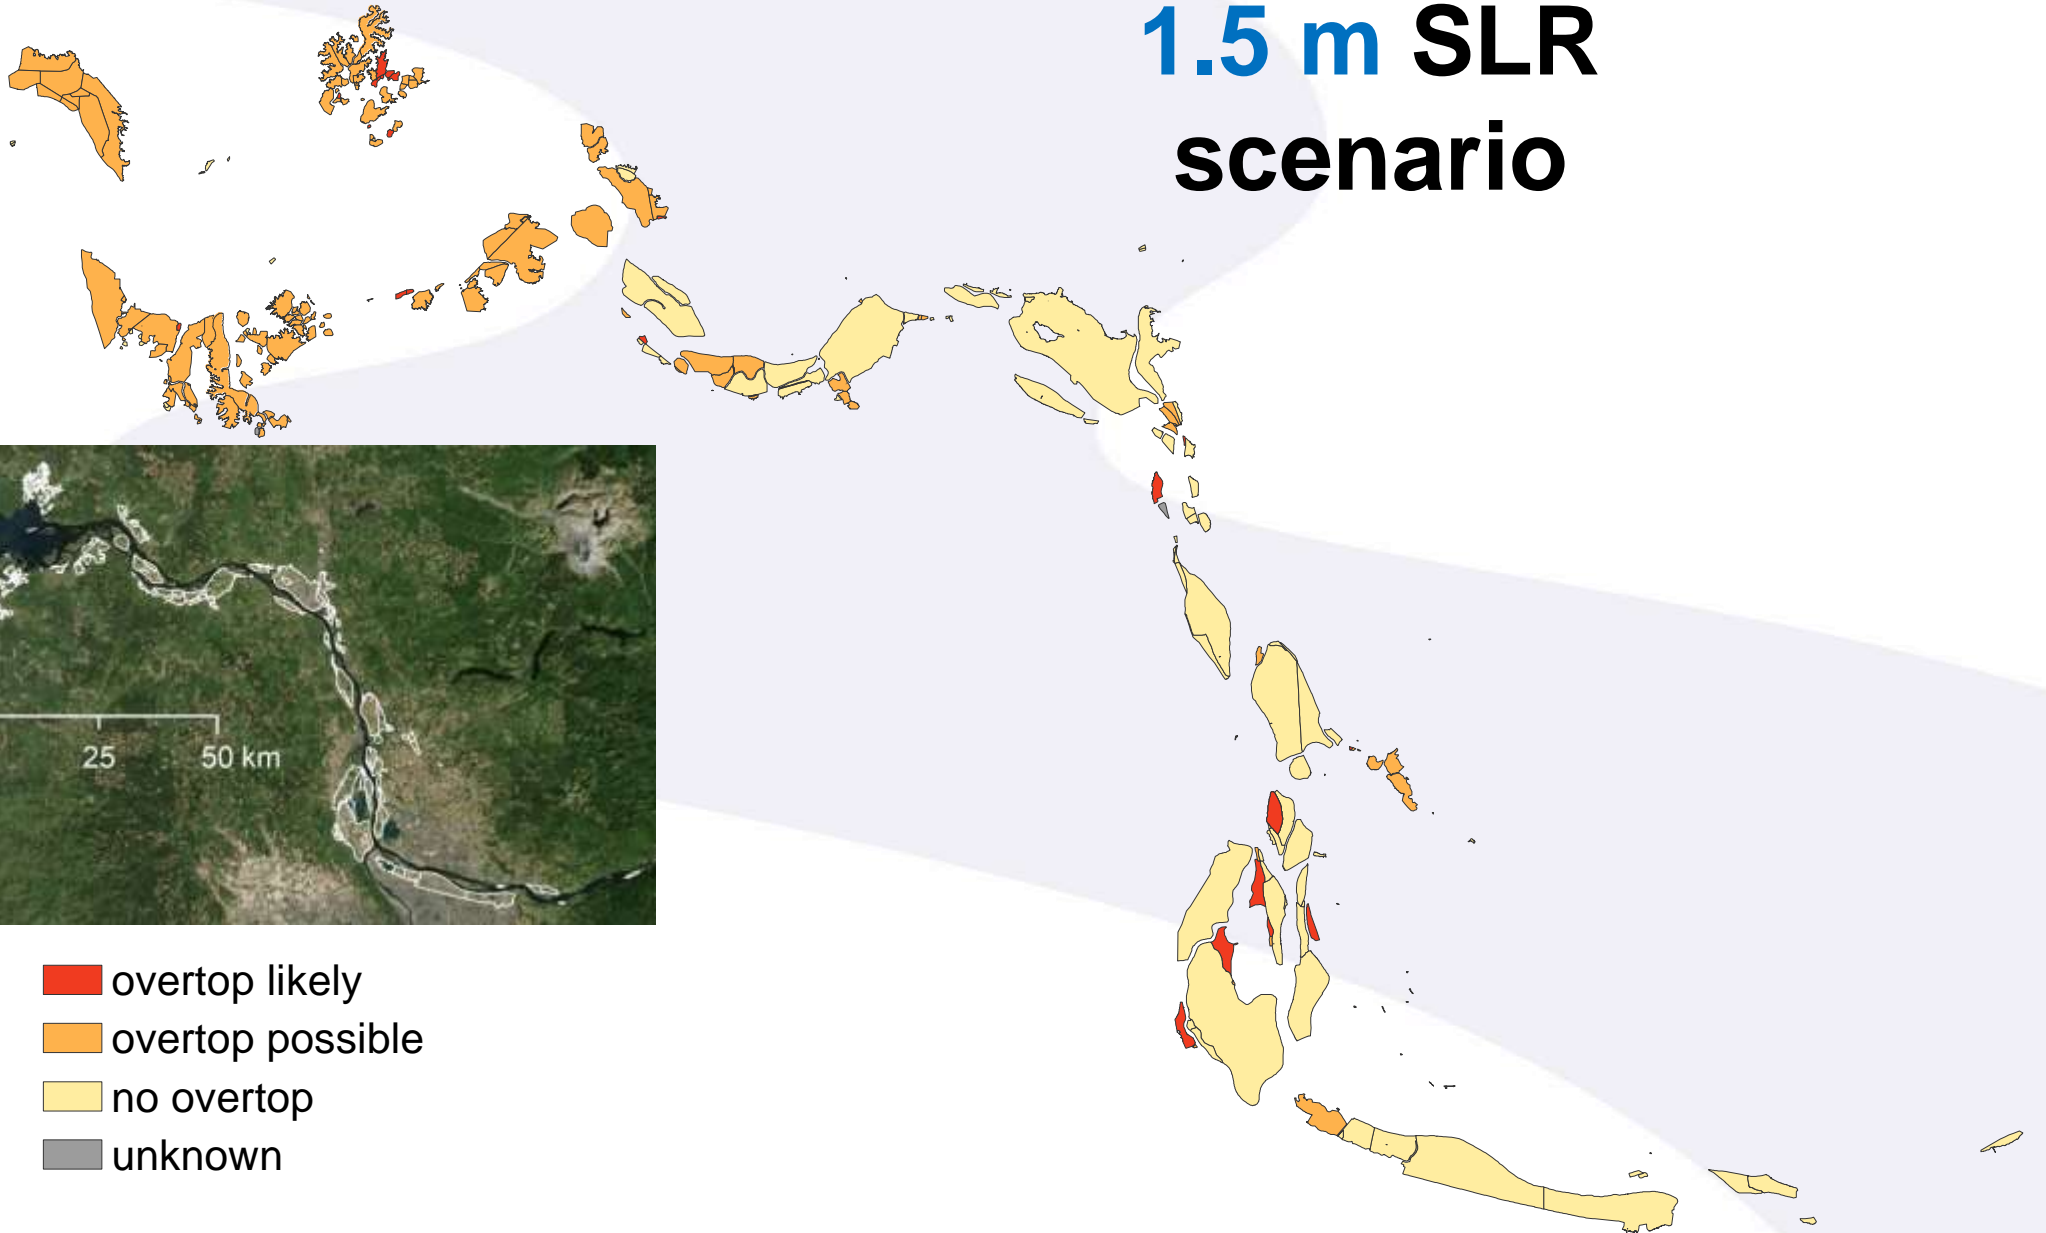 1.5 m SLR
scenario
25
50 km
overtop likely
overtop possible
no overtop
unknown